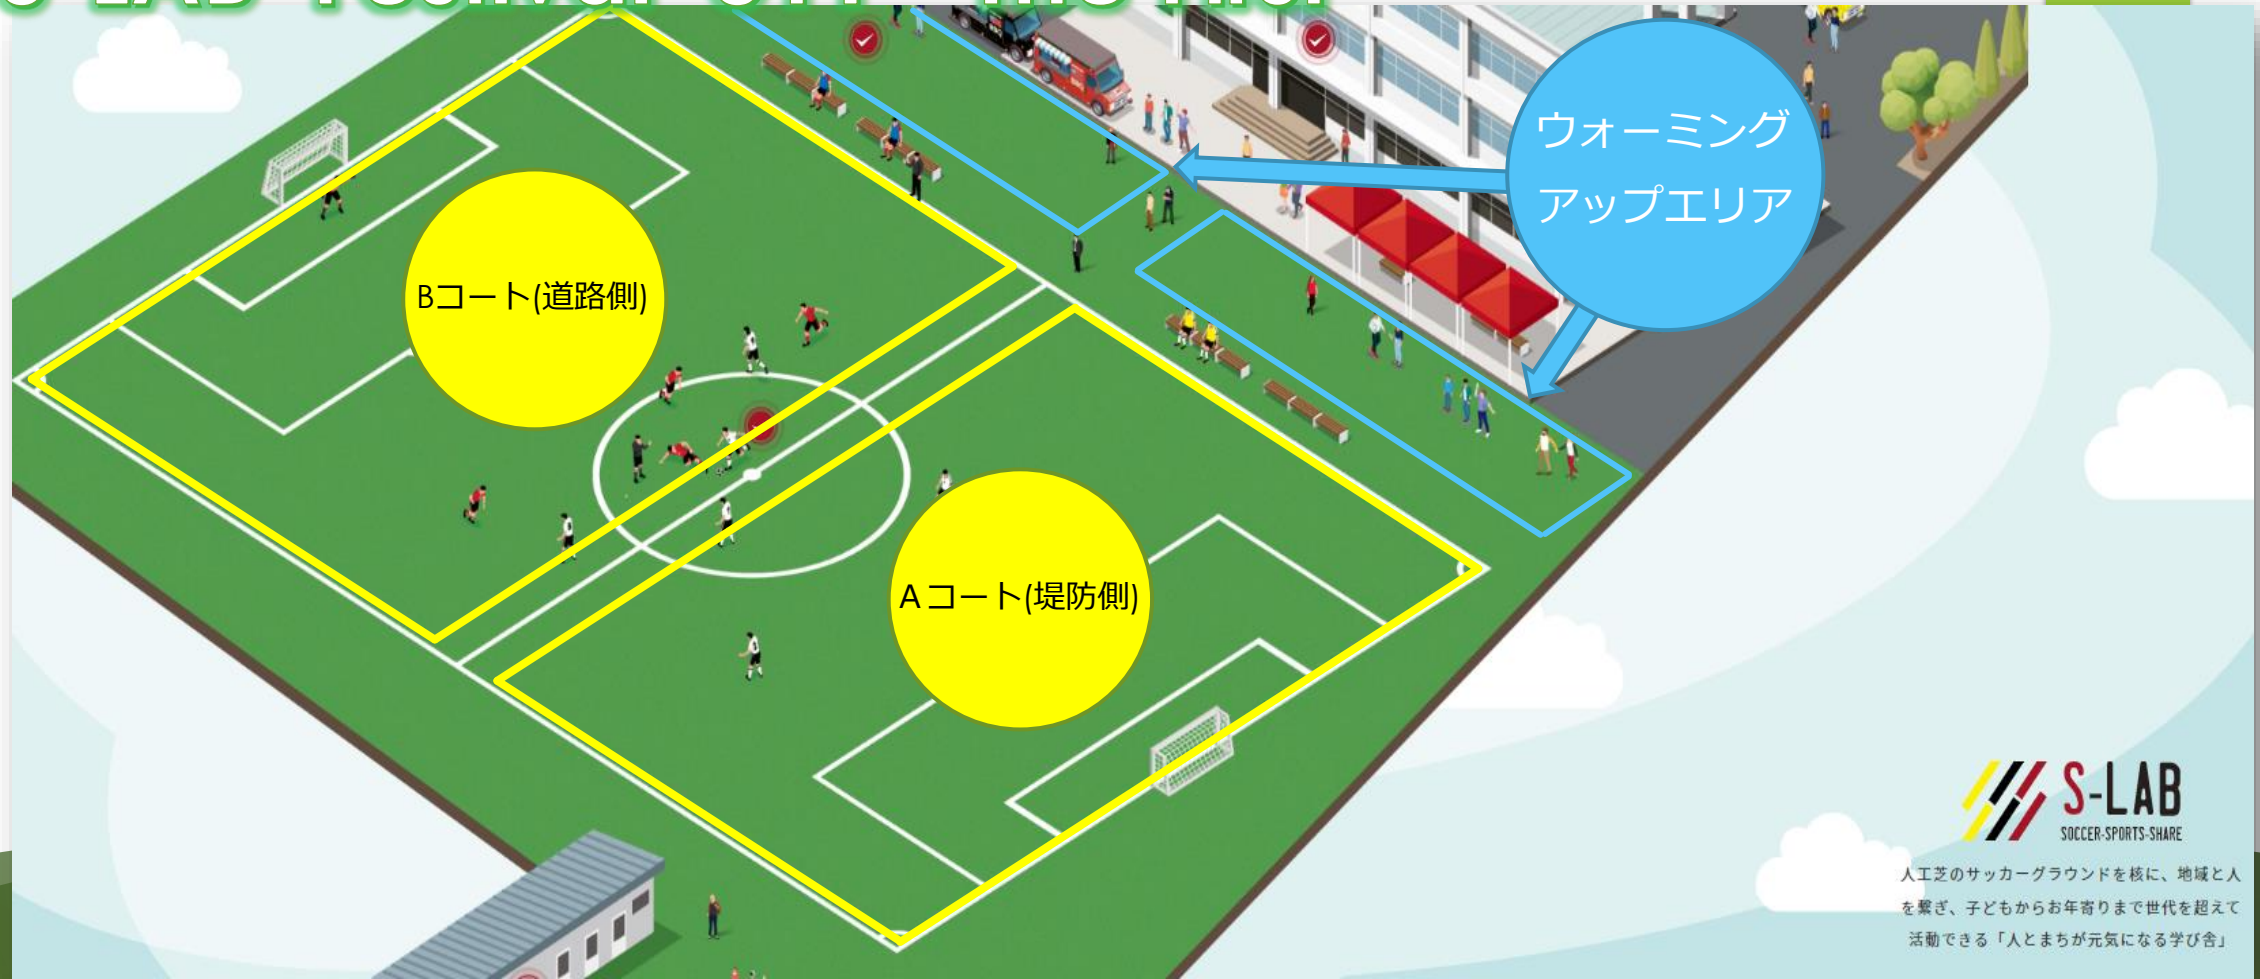 ウォーミング
アップエリア
Bコート(道路側)
Aコート(堤防側)
S-LAB
SOCCER-SPORTS-SHARE
人工芝のサッカーグラウンドを核に、地域と人
を繋ぎ、子どもからお年寄りまで世代を超えて
活動できる「人とまちが元気になる学び舎」